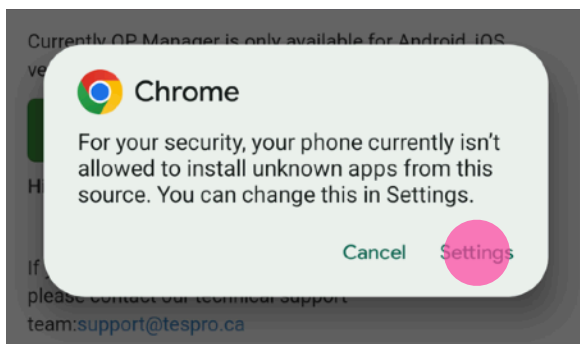 Currently QP Manager is only available for Android, iOS
ve
Chrome
For your security, your phone currently isn't
allowed to install unknown apps from this
source. You can change this in Settings.
Cancel Settings
If
please contact our technical support
team:support@tespro.ca